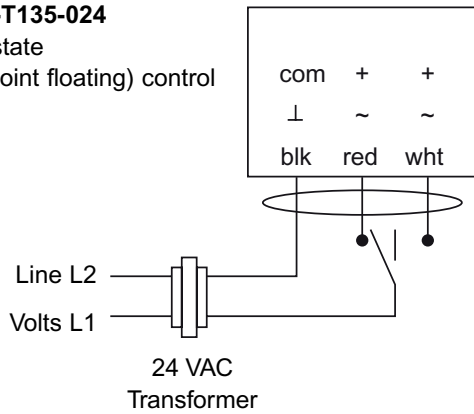 -T135-024
state
oint floating) control
com + +
⊥ ~ ~
blk red wht
Line L2
Volts L1
24 VAC
Transformer